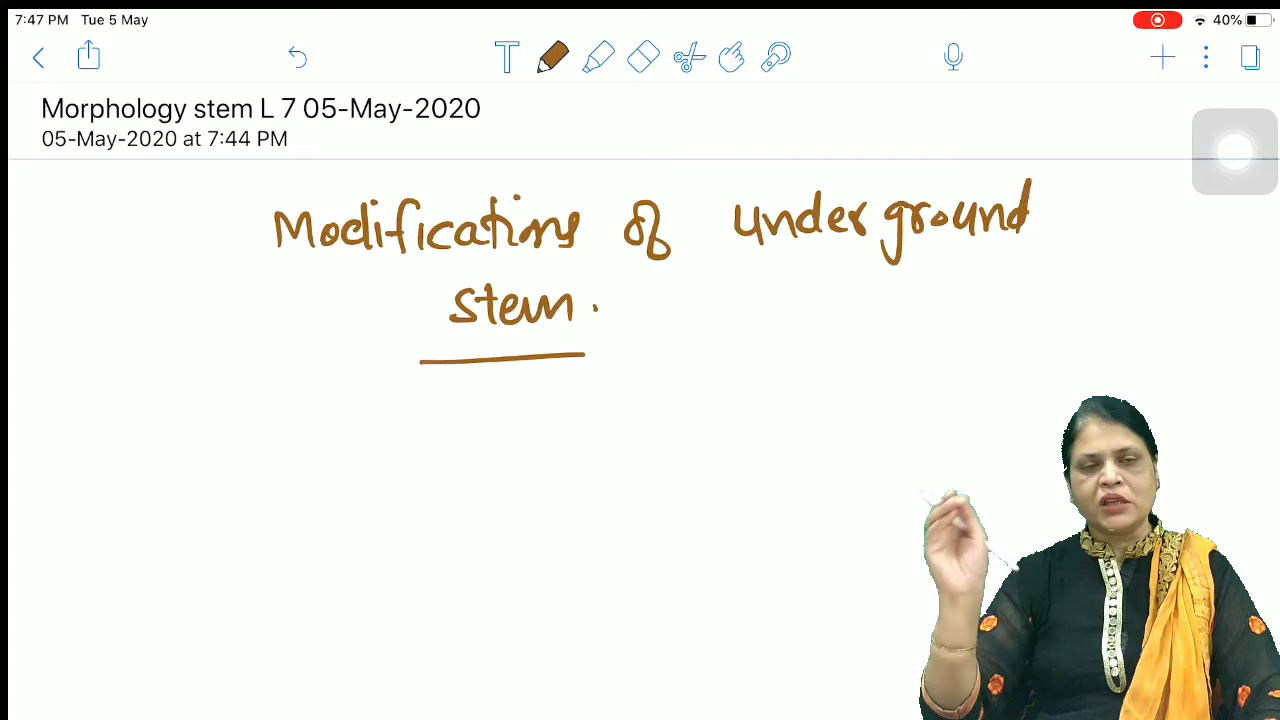 7:47 PM Tue 5 May
40%
T
Morphology stem L 7 05-May-2020
05-May-2020 at 7:44 PM
Modifications of underground
stem.